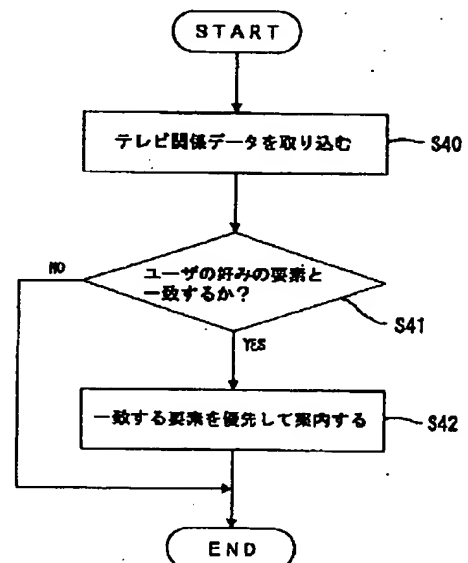 START
テレビ関係データを取り込む
S40
ユーザの好みの要素と
一致するか?
NO
S41
YES
一致する要素を優先して案内する
S42
END